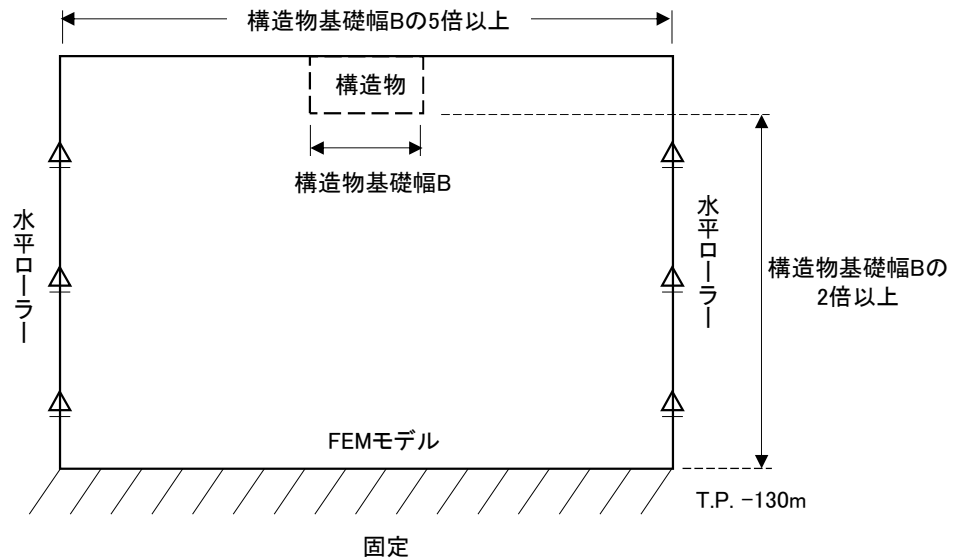 構造物基礎幅Bの5倍以上
構造物
構造物基礎幅B
水平ローラー
水平ローラー
構造物基礎幅Bの
2倍以上
FEMモデル
T.P. -130m
固定